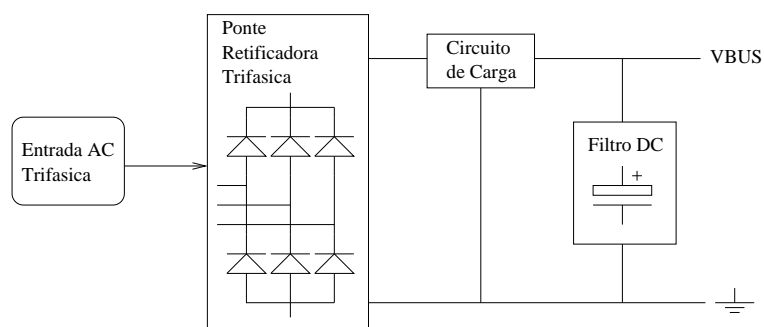 Ponte
Retificadora
Trifasica
Circuito
de Carga
VBUS
Entrada AC
Trifasica
Filtro DC
+